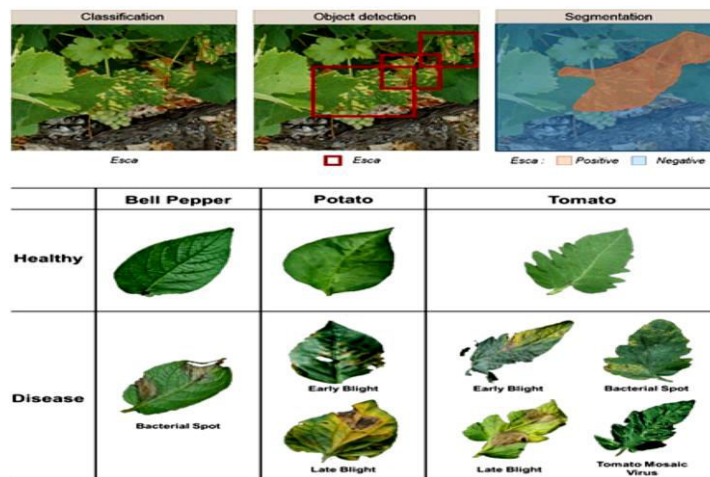 Classification Object detection Segmentation
Esca Esca Esca : Positive Negative
Bell Pepper Potato Tomato
Healthy
Disease
Early Blight Early Blight Bacterial Spot
Bacterial Spot
Late Blight Late Blight Tomato Mosaic
Virus